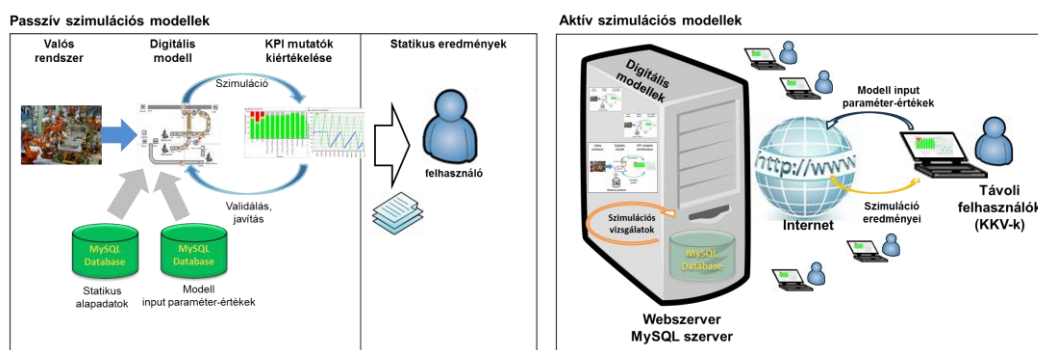 Passzív szimulációs modellek
Valós
rendszer
Digitális
modell
KPI mutatók
kiértékelése
Statikus eredmények
Szimuláció
felhasználó
Validálás,
javítás
MySQL
Database
MySQL
Database
Statikus
alapadatok
Modell
input paraméter-értékek
Aktív szimulációs modellek
Digitális
modellek
Szimulációs
vizsgálatok
MySQL
Database
Webszerver
MySQL szerver
http://www
Internet
Modell input
paraméter-értékek
Szimuláció
eredményei
Távoli
felhasználók
(KKV-k)